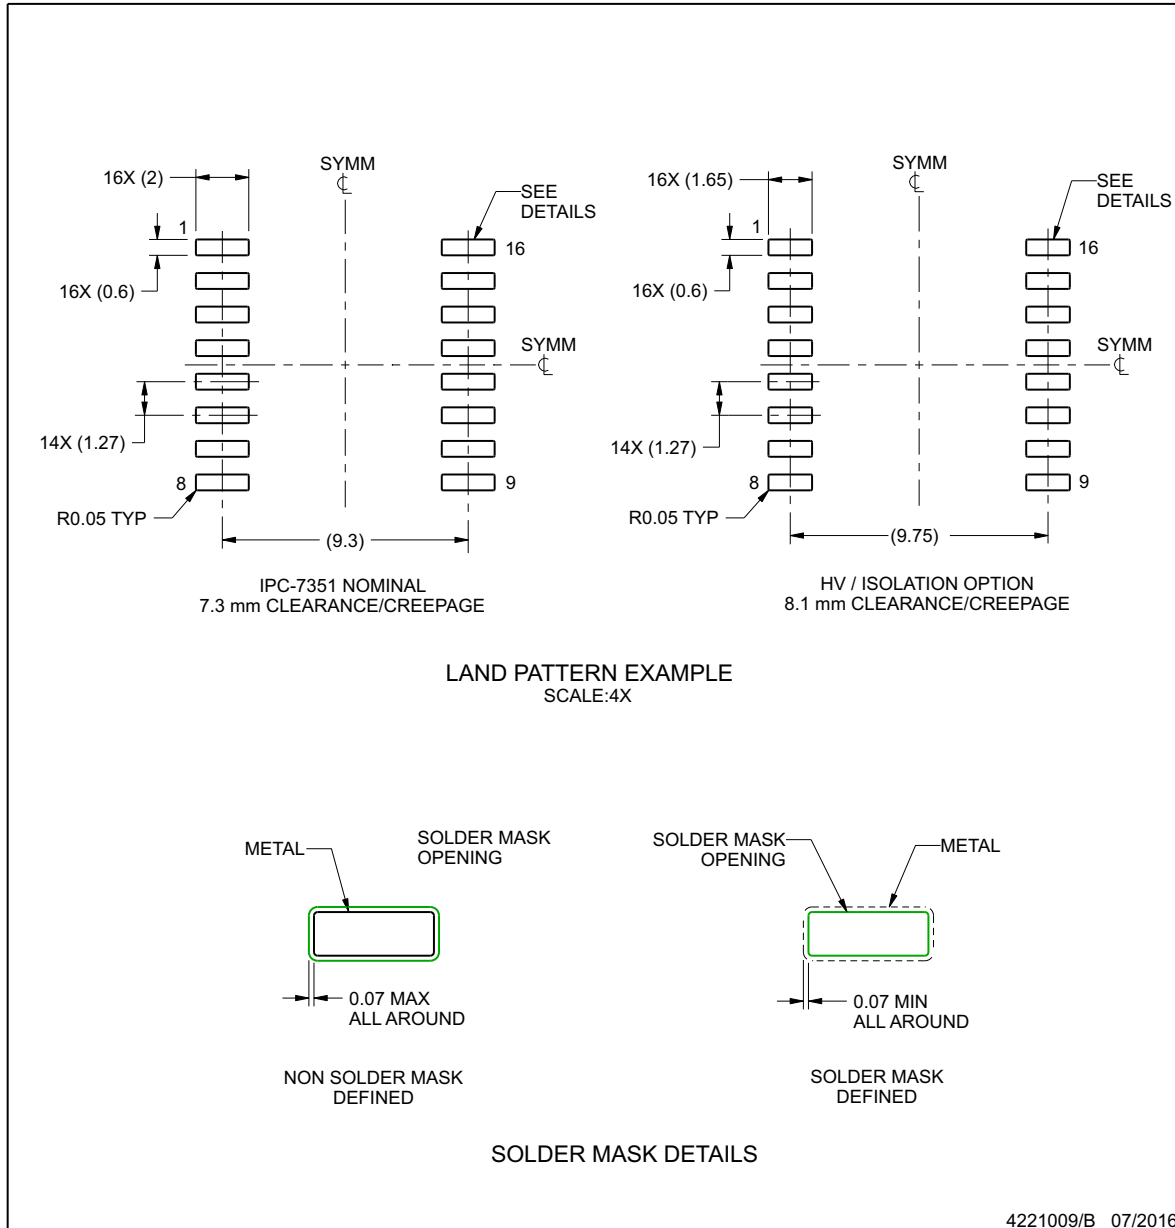 SYMM
℄
16X (2)
SEE
DETAILS
1
16
16X (0.6)
SYMM
℄
14X (1.27)
8
9
R0.05 TYP
(9.3)
IPC-7351 NOMINAL
7.3 mm CLEARANCE/CREEPAGE
SYMM
℄
16X (1.65)
SEE
DETAILS
1
16
16X (0.6)
SYMM
℄
14X (1.27)
8
9
R0.05 TYP
(9.75)
HV / ISOLATION OPTION
8.1 mm CLEARANCE/CREEPAGE
LAND PATTERN EXAMPLE
SCALE:4X
METAL
SOLDER MASK
OPENING
0.07 MAX
ALL AROUND
NON SOLDER MASK
DEFINED
SOLDER MASK
OPENING
METAL
0.07 MIN
ALL AROUND
SOLDER MASK
DEFINED
SOLDER MASK DETAILS
4221009/B 07/2016